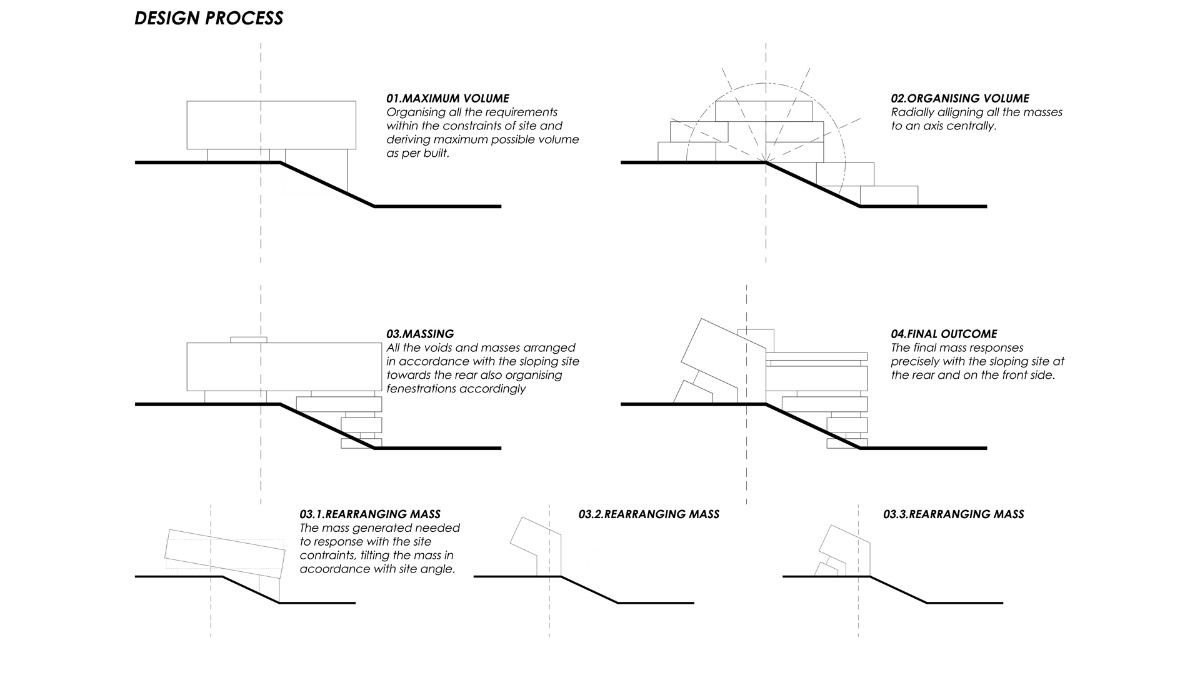 DESIGN PROCESS
01.MAXIMUM VOLUME
Organising all the requirements
within the constraints of site and
deriving maximum possible volume
as per built.
02.ORGANISING VOLUME
Radially alligning all the masses
to an axis centrally.
03.MASSING
All the voids and masses arranged
in accordance with the sloping site
towards the rear also organising
fenestrations accordingly
04.FINAL OUTCOME
The final mass responses
precisely with the sloping site at
the rear and on the front side.
03.1.REARRANGING MASS
The mass generated needed
to response with the site
contraints, tilting the mass in
acoordance with site angle.
03.2.REARRANGING MASS
03.3.REARRANGING MASS